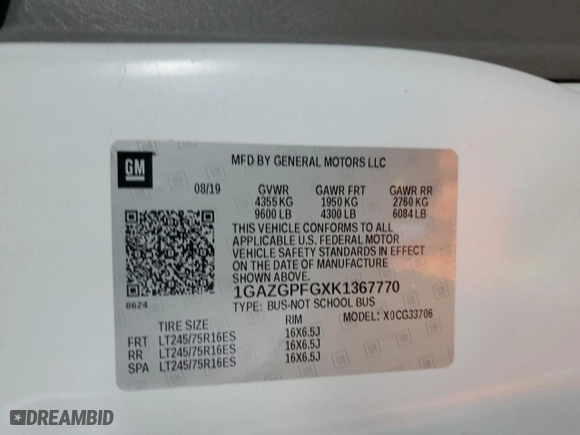 GM
MFD BY GENERAL MOTORS LLC
08/19 GVWR GAWR FRT GAWR RR
4355 KG 1950 KG 2760 KG
9600 LB 4300 LB 6084 LB
THIS VEHICLE CONFORMS TO ALL
APPLICABLE U.S. FEDERAL MOTOR
VEHICLE SAFETY STANDARDS IN EFFECT
ON THE DATE OF MANUFACTURE
SHOWN ABOVE.
8624
1GAZGPFGXK1367770
TYPE: BUS-NOT SCHOOL BUS
MODEL: X0CG33706
TIRE SIZE RIM
FRT LT245/75R16ES 16X6.5J
RR LT245/75R16ES 16X6.5J
SPA LT245/75R16ES 16X6.5J
DREAMBID